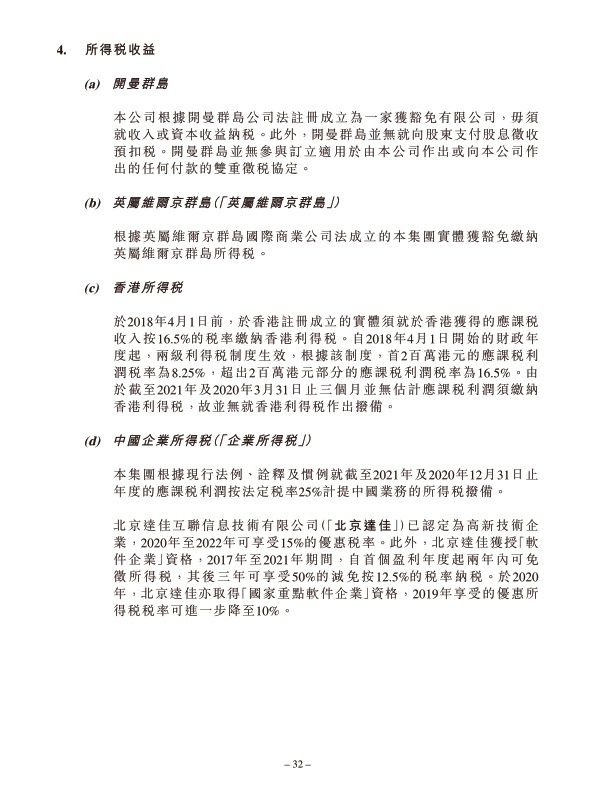 4. 所得税收益
(a) 開曼群島
本公司根據開曼群島公司法註冊成立為一家獲豁免有限公司，毋須
就收入或資本收益納税。此外，開曼群島並無就向股東支付股息徵收
預扣税。開曼群島並無參與訂立適用於由本公司作出或向本公司作
出的任何付款的雙重徵税協定。
(b) 英屬維爾京群島（「英屬維爾京群島」）
根據英屬維爾京群島國際商業公司法成立的本集團實體獲豁免繳納
英屬維爾京群島所得税。
(c) 香港所得税
於2018年4月1日前，於香港註冊成立的實體須就於香港獲得的應課税
收入按16.5%的税率繳納香港利得税。自2018年4月1日開始的財政年
度起，兩級利得税制度生效，根據該制度，首2百萬港元的應課税利
潤税率為8.25%，超出2百萬港元部分的應課税利潤税率為16.5%。由
於截至2021年及2020年3月31日止三個月並無估計應課税利潤須繳納
香港利得税，故並無就香港利得税作出撥備。
(d) 中國企業所得税（「企業所得税」）
本集團根據現行法例、詮釋及慣例就截至2021年及2020年12月31日止
年度的應課税利潤按法定税率25%計提中國業務的所得税撥備。
北京達佳互聯信息技術有限公司（「北京達佳」）已認定為高新技術企
業，2020年至2022年可享受15%的優惠税率。此外，北京達佳獲授「軟
件企業」資格，2017年至2021年期間，自首個盈利年度起兩年內可免
徵所得税，其後三年可享受50%的減免按12.5%的税率納税。於2020
年，北京達佳亦取得「國家重點軟件企業」資格，2019年享受的優惠所
得税税率可進一步降至10%。
– 32 –